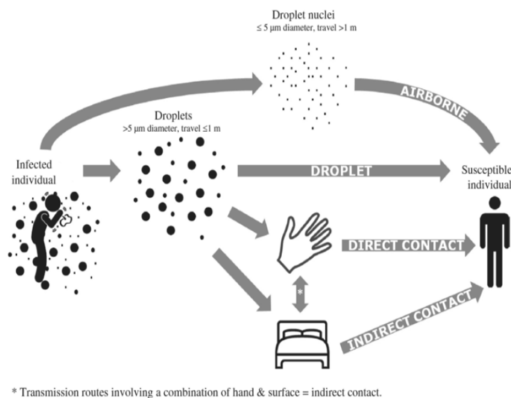 Droplet nuclei
≤ 5 μm diameter, travel >1 m
AIRBORNE
Droplets
>5 μm diameter, travel ≤1 m
Infected
individual
DROPLET
Susceptible
individual
DIRECT CONTACT
*
INDIRECT CONTACT
* Transmission routes involving a combination of hand & surface = indirect contact.